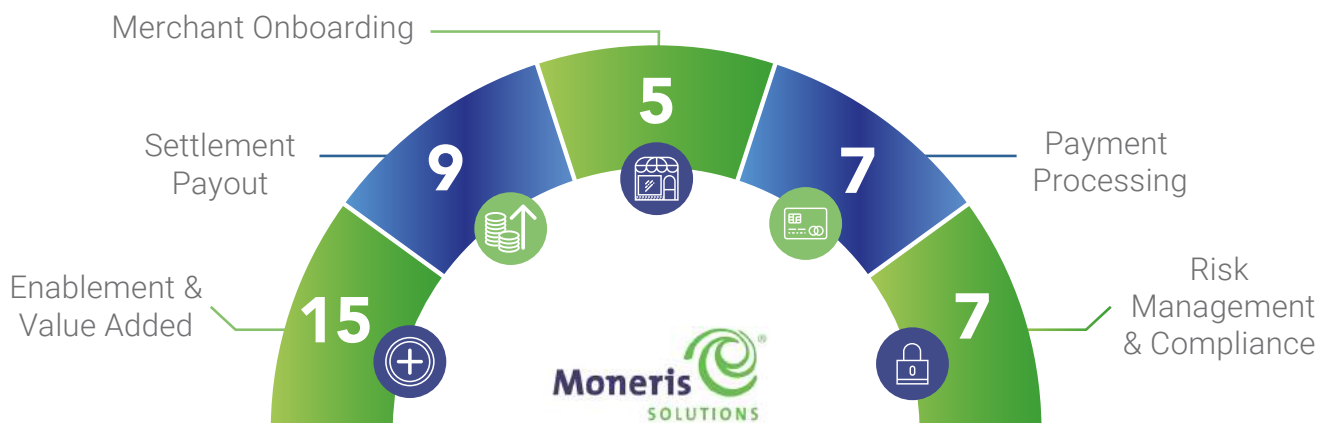 Merchant Onboarding
5
Settlement
Payout
9
7
Payment
Processing
Enablement &
Value Added
15
7
Risk
Management
& Compliance
Moneris®
SOLUTIONS